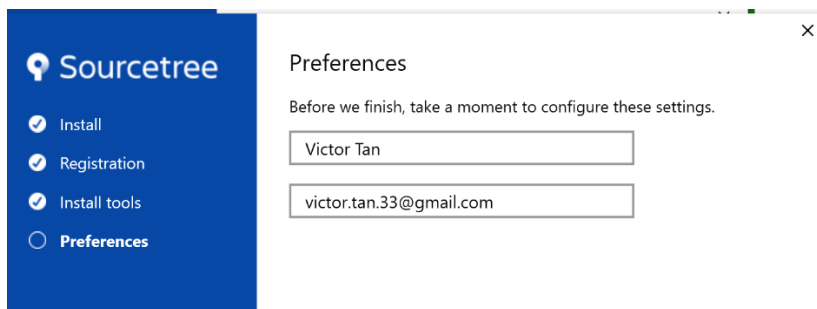 Sourcetree
Install
Registration
Install tools
Preferences
Preferences
Before we finish, take a moment to configure these settings.
Victor Tan
victor.tan.33@gmail.com